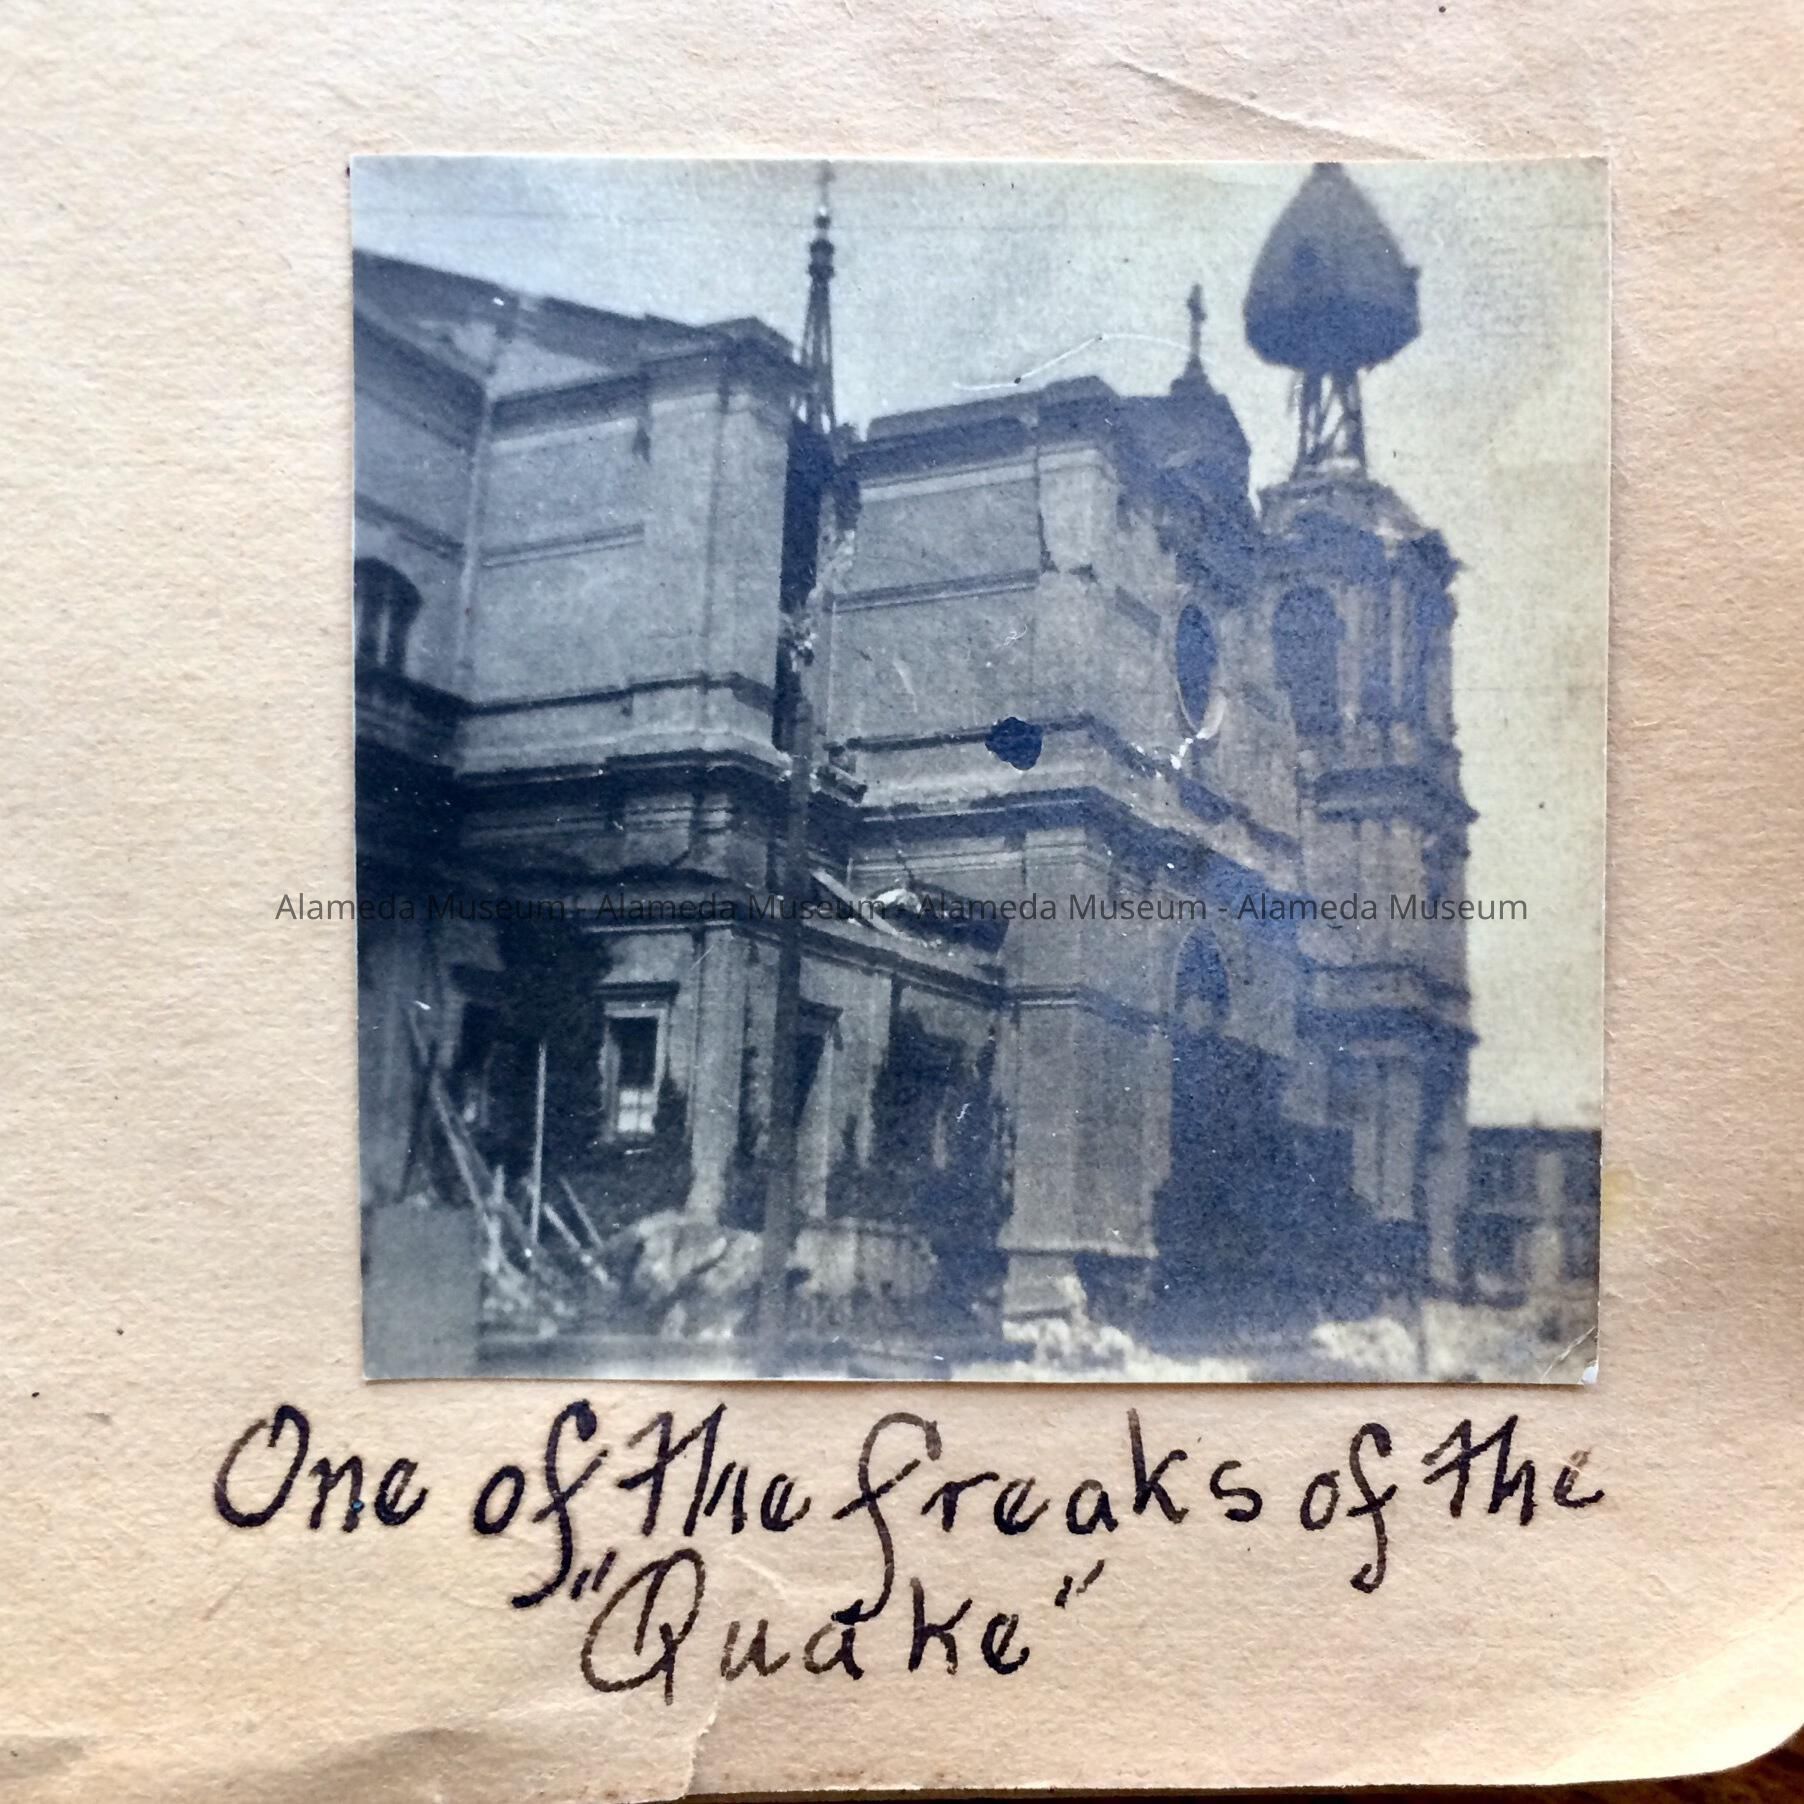 Alameda Museum - Alameda Museum - Alameda Museum - Alameda Museum
One of the freaks of the
"Quake"